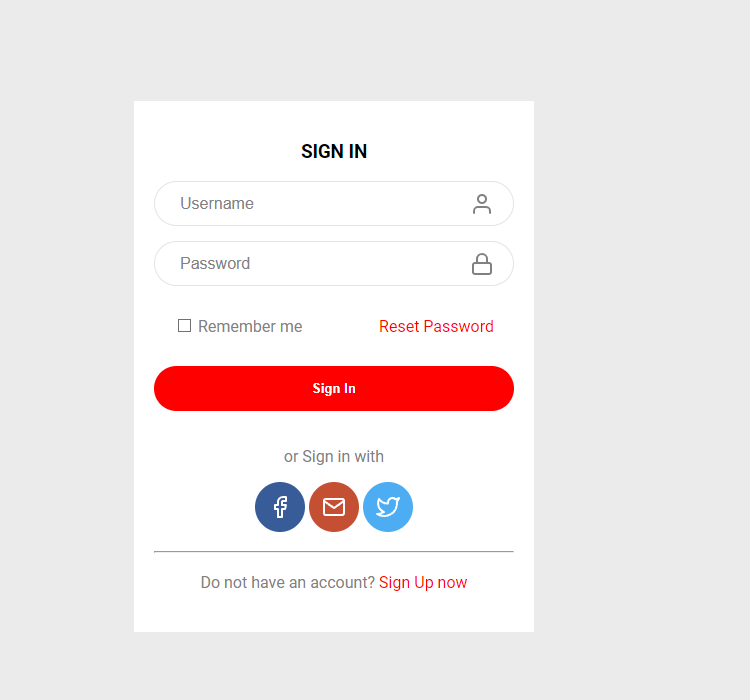 SIGN IN
Username
Password
Remember me Reset Password
Sign In
or Sign in with
Do not have an account? Sign Up now